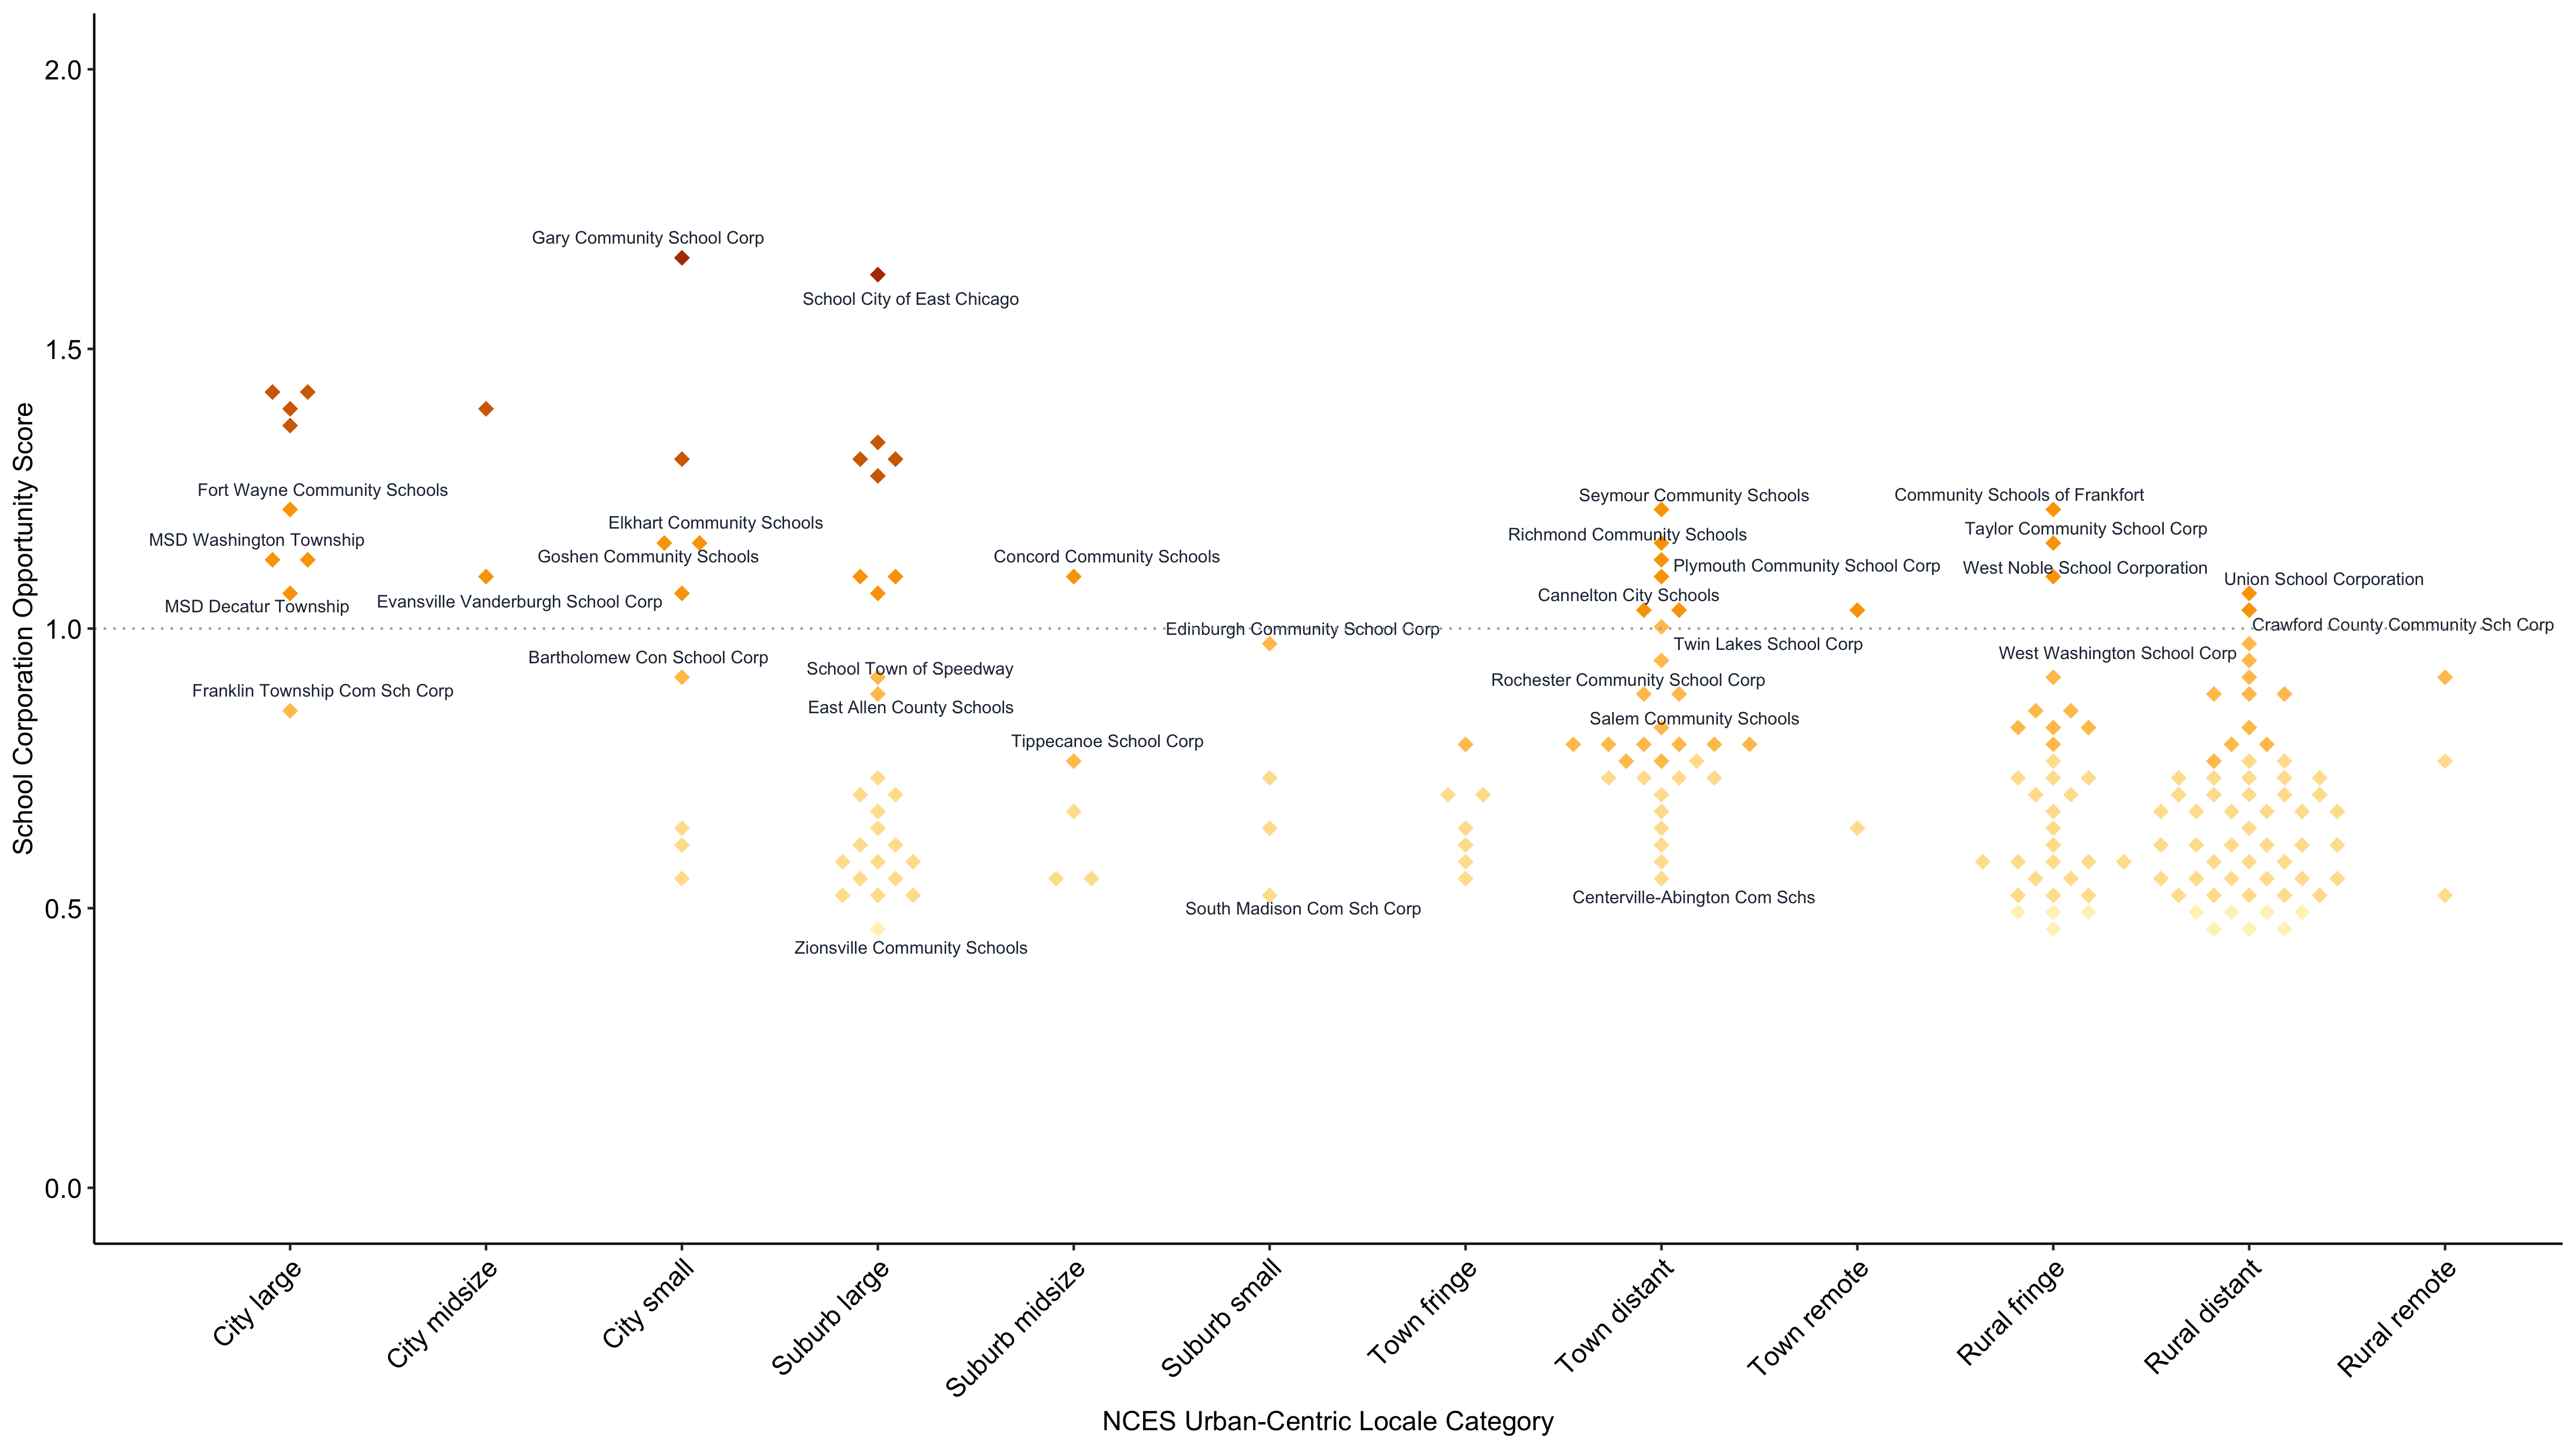 2.0
Gary Community School Corp
School City of East Chicago
1.5
Fort Wayne Community Schools
Seymour Community Schools
Community Schools of Frankfort
Elkhart Community Schools
Taylor Community School Corp
Richmond Community Schools
MSD Washington Township
Goshen Community Schools
Concord Community Schools
Plymouth Community School Corp
West Noble School Corporation
Union School Corporation
Cannelton City Schools
Evansville Vanderburgh School Corp
MSD Decatur Township
1.0
Edinburgh Community School Corp
Crawford County Community Sch Corp
Twin Lakes School Corp
West Washington School Corp
Bartholomew Con School Corp
School Town of Speedway
Rochester Community School Corp
Franklin Township Com Sch Corp
East Allen County Schools
Salem Community Schools
Tippecanoe School Corp
Centerville-Abington Com Schs
0.5
South Madison Com Sch Corp
Zionsville Community Schools
0.0
School Corporation Opportunity Score
City large
City midsize
City small
Suburb large
Suburb midsize
Suburb small
Town fringe
Town distant
Town remote
Rural fringe
Rural distant
Rural remote
NCES Urban-Centric Locale Category